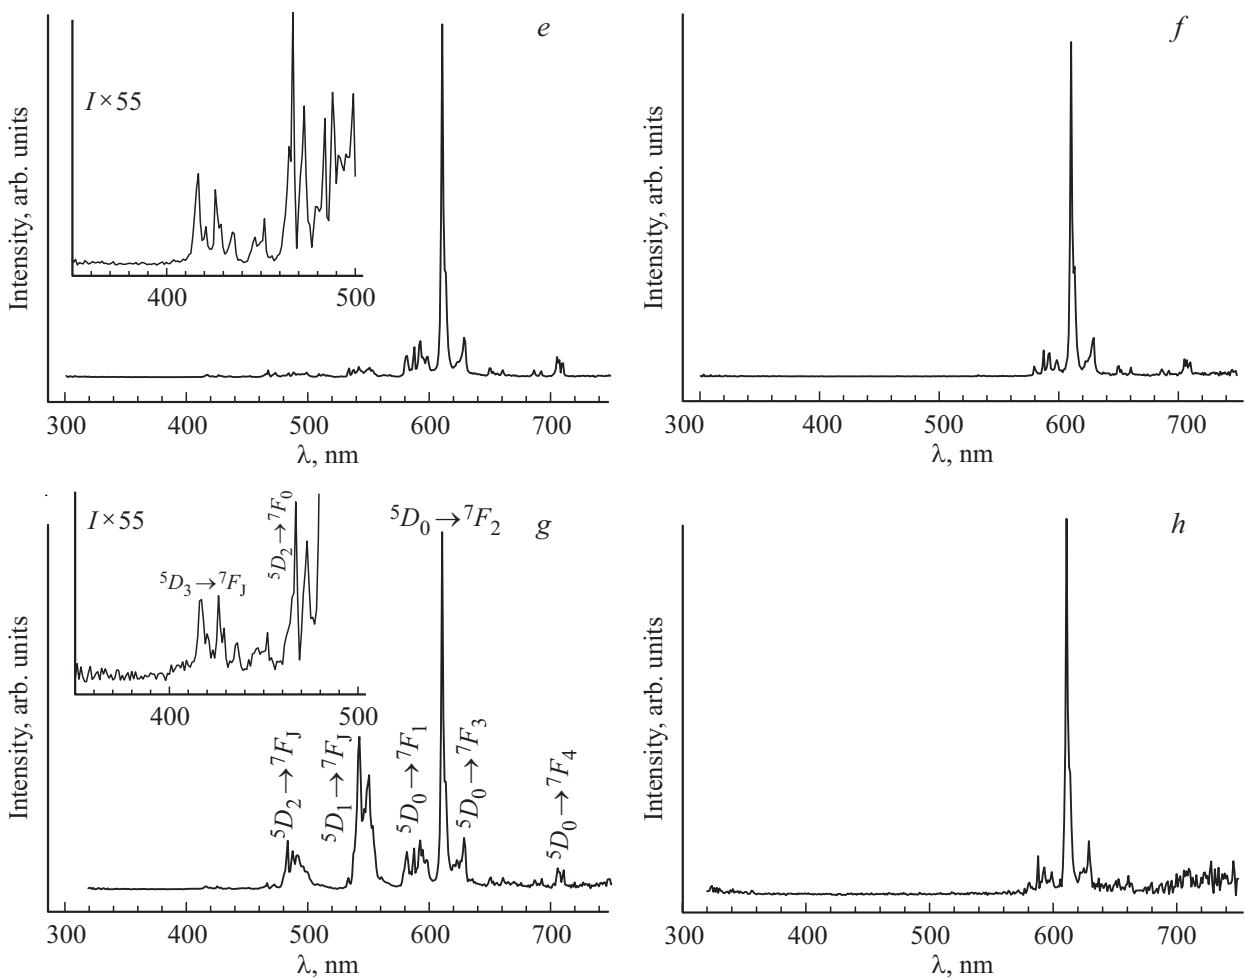 e
I×55
Intensity, arb. units
400 500
300 400 500 600 700
λ, nm
f
Intensity, arb. units
300 400 500 600 700
λ, nm
g
I×55
⁵D₃→⁷F_J
⁵D₂→⁷F₀
400 500
⁵D₀→⁷F₂
⁵D₂→⁷F_J
⁵D₁→⁷F_J
⁵D₀→⁷F₁
⁵D₀→⁷F₃
⁵D₀→⁷F₄
Intensity, arb. units
300 400 500 600 700
λ, nm
h
Intensity, arb. units
300 400 500 600 700
λ, nm